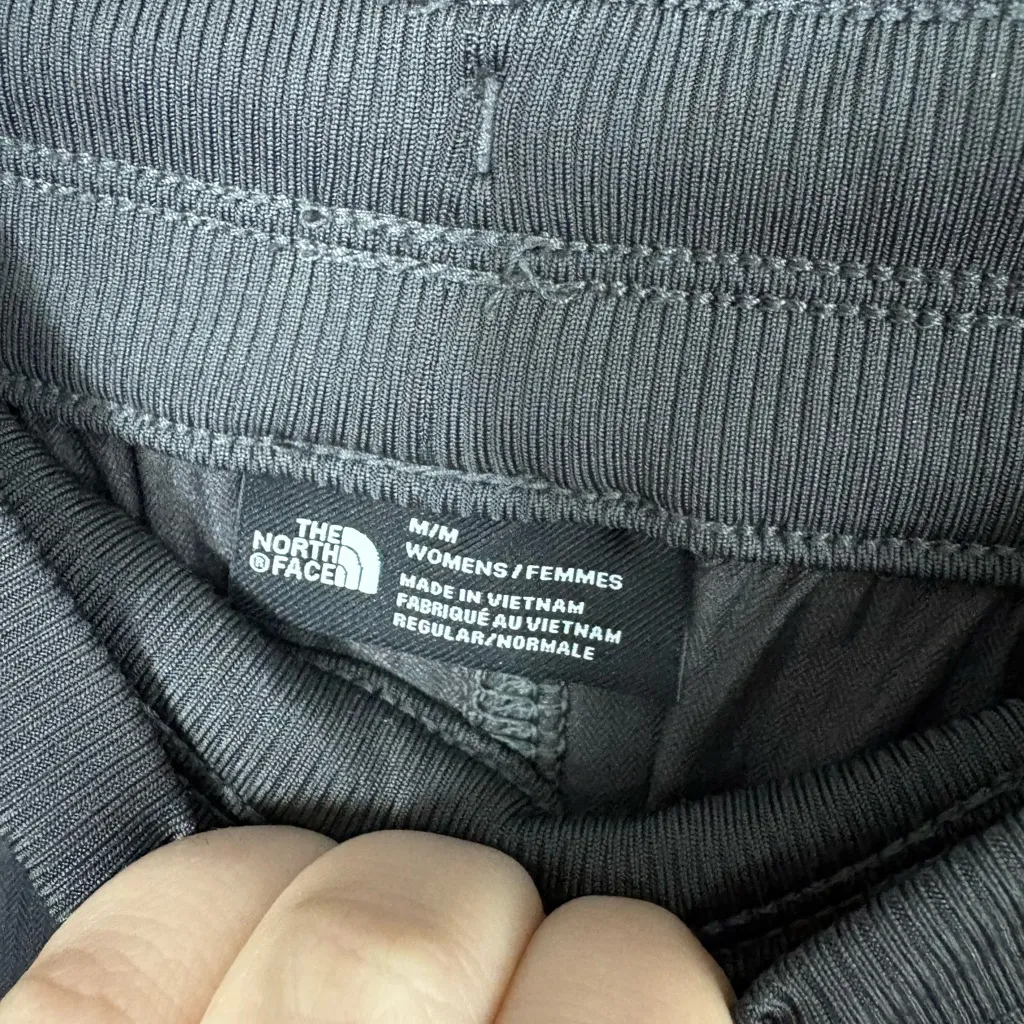 THE
NORTH
® FACE
M/M
WOMENS/FEMMES
MADE IN VIETNAM
FABRIQUÉ AU VIETNAM
REGULAR/NORMALE